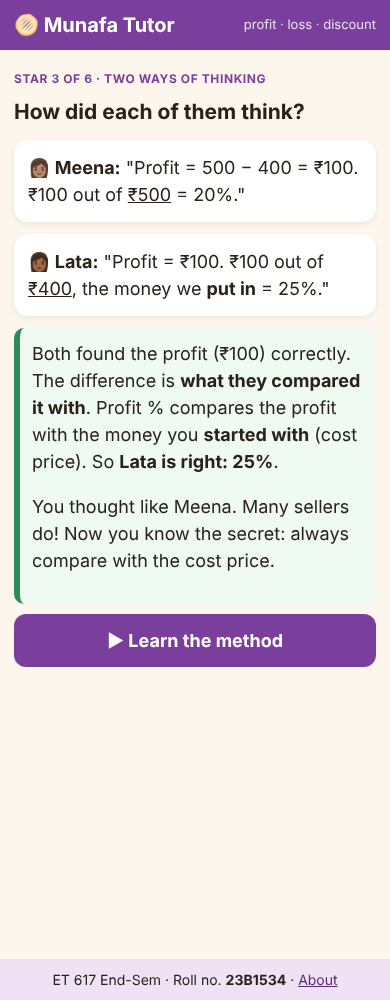 Munafa Tutor
profit · loss · discount
STAR 3 OF 6 · TWO WAYS OF THINKING
How did each of them think?
Meena: "Profit = 500 − 400 = ₹100.
₹100 out of ₹500 = 20%."
Lata: "Profit = ₹100. ₹100 out of
₹400, the money we put in = 25%."
Both found the profit (₹100) correctly.
The difference is what they compared
it with. Profit % compares the profit
with the money you started with (cost
price). So Lata is right: 25%.
You thought like Meena. Many sellers
do! Now you know the secret: always
compare with the cost price.
▶ Learn the method
ET 617 End-Sem · Roll no. 23B1534 · About